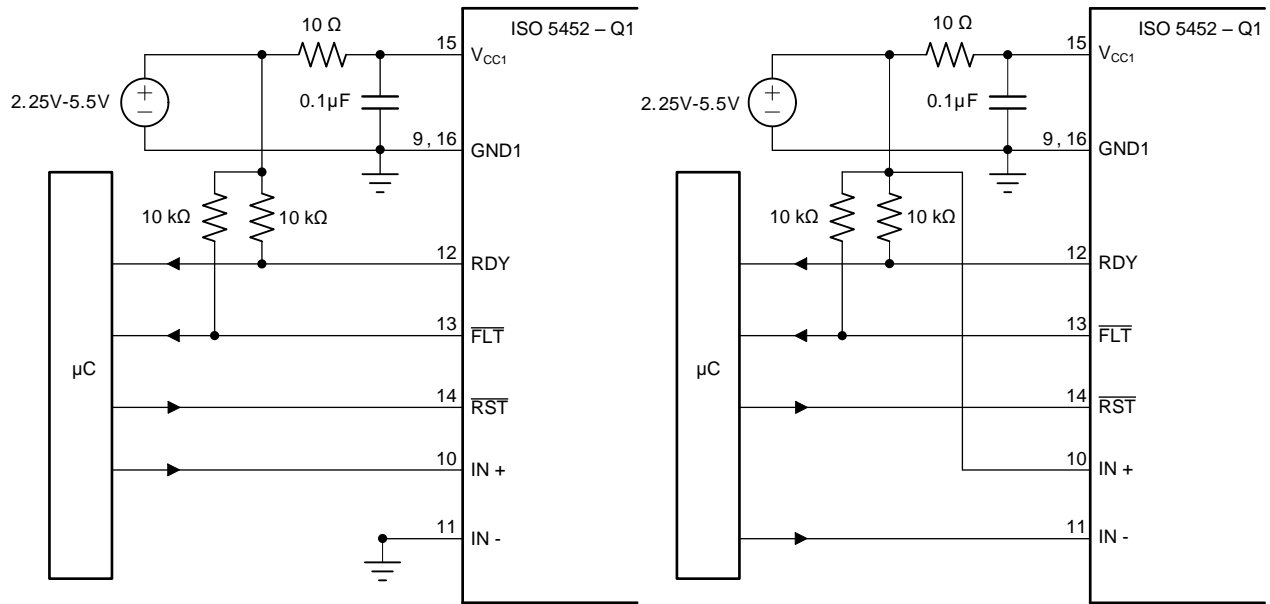 10 Ω
15
ISO 5452 – Q1
V_CC1
2.25V-5.5V
+
−
0.1µF
9 , 16
GND1
10 kΩ
10 kΩ
12
RDY
13
FLT
µC
14
RST
10
IN +
11
IN -
10 Ω
15
ISO 5452 – Q1
V_CC1
2.25V-5.5V
+
−
0.1µF
9 , 16
GND1
10 kΩ
10 kΩ
12
RDY
13
FLT
µC
14
RST
10
IN +
11
IN -